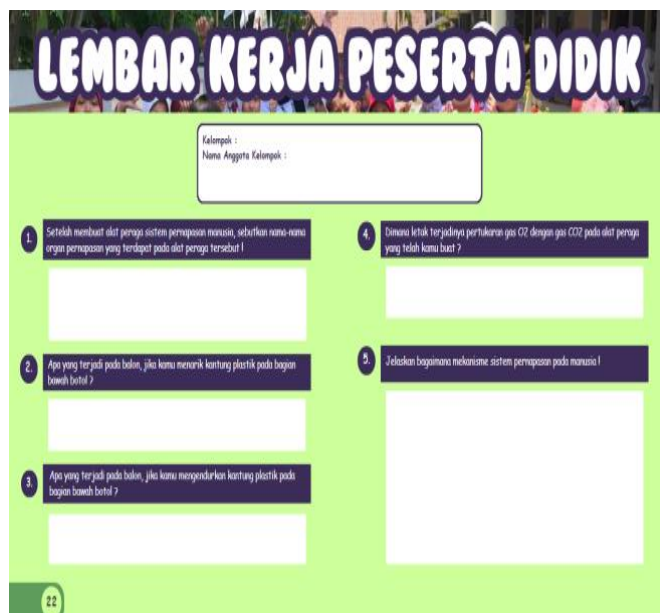 LEMBAR KERJA PESERTA DIDIK
Kelompok :
Nama Anggota Kelompok :
1.
Setelah membuat alat peraga sistem pernapasan manusia, sebutkan nama-nama
organ pernapasan yang terdapat pada alat peraga tersebut !
2.
Apa yang terjadi pada balon, jika kamu menarik kantung plastik pada bagian
bawah botol ?
3.
Apa yang terjadi pada balon, jika kamu mengendurkan kantung plastik pada
bagian bawah botol ?
4.
Dimana letak terjadinya pertukaran gas O2 dengan gas CO2 pada alat peraga
yang telah kamu buat ?
5.
Jelaskan bagaimana mekanisme sistem pernapasan pada manusia !
22